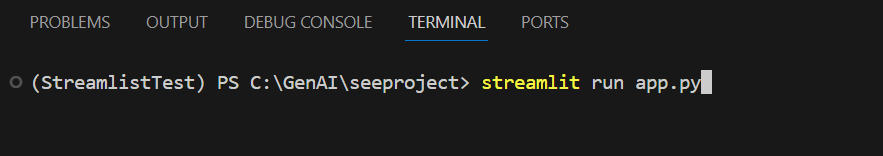 PROBLEMS OUTPUT DEBUG CONSOLE TERMINAL PORTS
(StreamlistTest) PS C:\GenAI\seeproject> streamlit run app.py